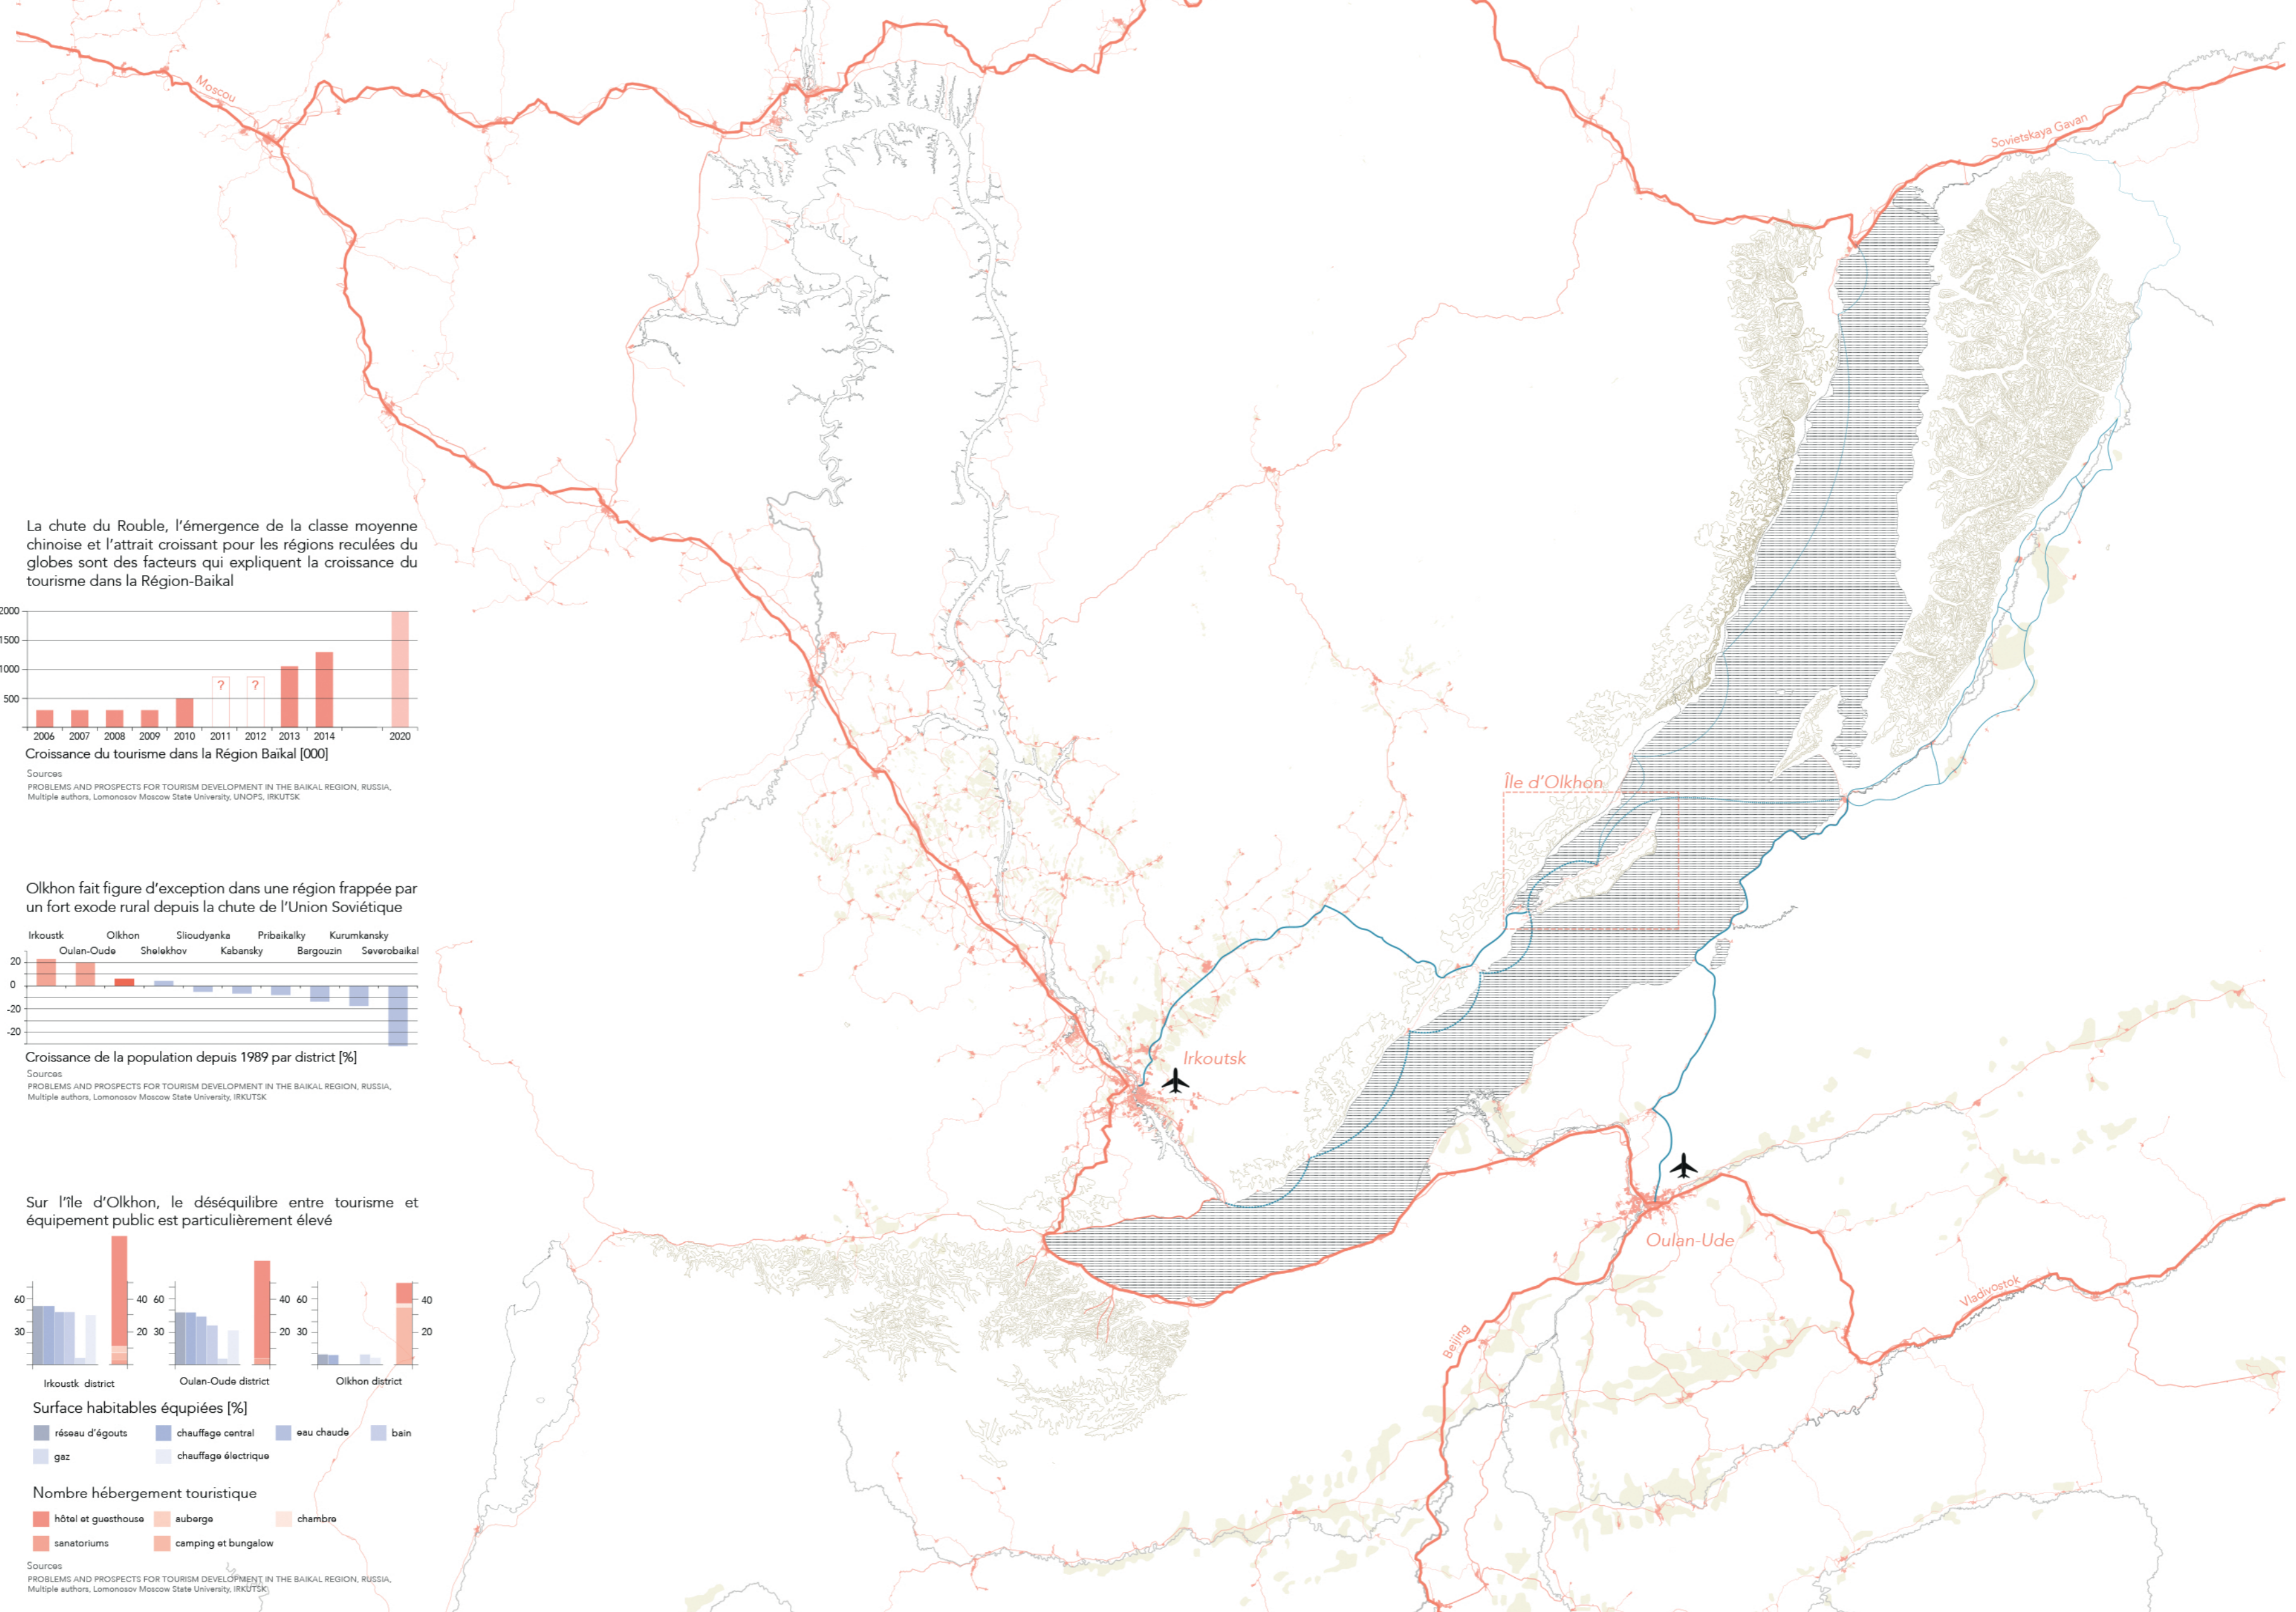 La chute du Rouble, l'émergence de la classe moyenne
chinoise et l'attrait croissant pour les régions reculées du
globes sont des facteurs qui expliquent la croissance du
tourisme dans la Région-Baikal
2000
1500
1000
500
?
?
2006 2007 2008 2009 2010 2011 2012 2013 2014 2020
Croissance du tourisme dans la Région Baïkal [000]
Sources
PROBLEMS AND PROSPECTS FOR TOURISM DEVELOPMENT IN THE BAIKAL REGION, RUSSIA,
Multiple authors, Lomonosov Moscow State University, UNOPS, IRKUTSK
Olkhon fait figure d'exception dans une région frappée par
un fort exode rural depuis la chute de l'Union Soviétique
Irkoustk Olkhon Slioudyanka Pribaikalky Kurumkansky
Oulan-Oude Shelekhov Kabansky Bargouzin Severobaikal
20
0
-20
-20
Croissance de la population depuis 1989 par district [%]
Sources
PROBLEMS AND PROSPECTS FOR TOURISM DEVELOPMENT IN THE BAIKAL REGION, RUSSIA,
Multiple authors, Lomonosov Moscow State University, IRKUTSK
Sur l'île d'Olkhon, le déséquilibre entre tourisme et
équipement public est particulièrement élevé
60 40 60 40 60 40
30 20 30 20 30 20
Irkoustk district Oulan-Oude district Olkhon district
Surface habitables équpiées [%]
réseau d'égouts chauffage central eau chaude bain
gaz chauffage électrique
Nombre hébergement touristique
hôtel et guesthouse auberge chambre
sanatoriums camping et bungalow
Sources
PROBLEMS AND PROSPECTS FOR TOURISM DEVELOPMENT IN THE BAIKAL REGION, RUSSIA,
Multiple authors, Lomonosov Moscow State University, IRKUTSK
Moscou
Sovietskaya Gavan
Île d'Olkhon
Irkoutsk
Oulan-Ude
Vladivostok
Beijing